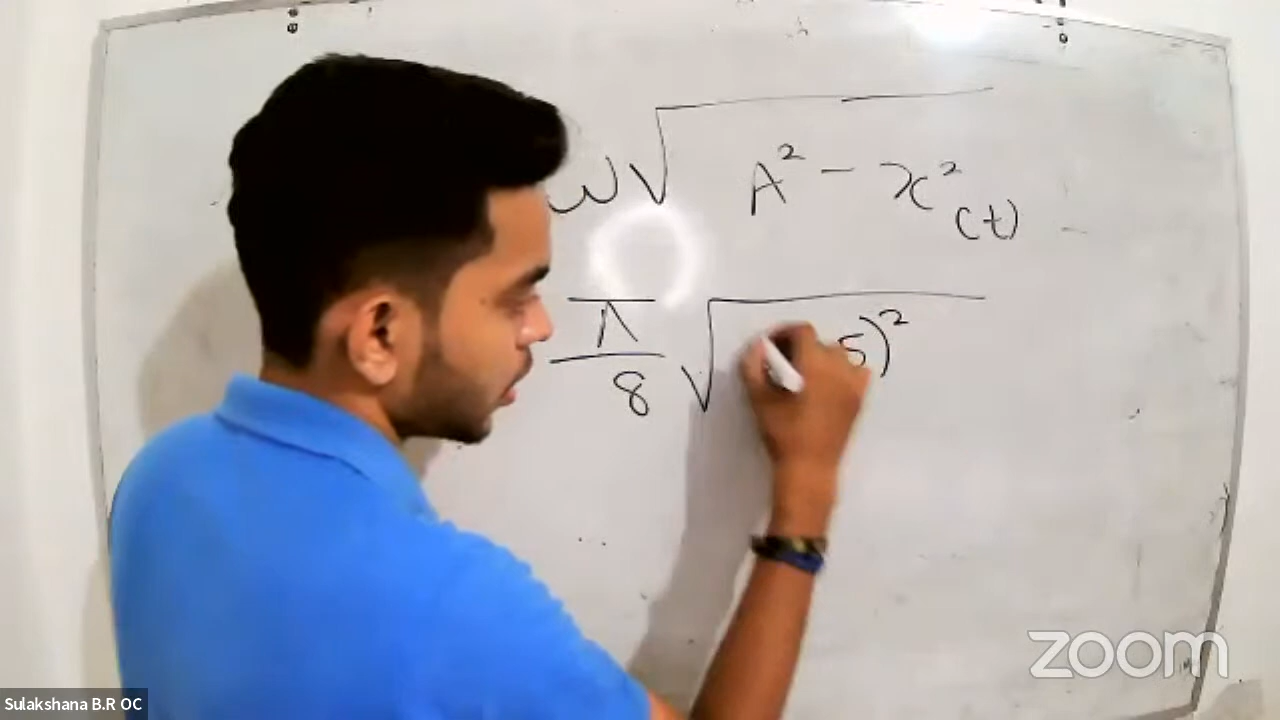 ω√(A² − x²(t))
π/8 √ 5)²
zoom
Sulakshana B.R OC